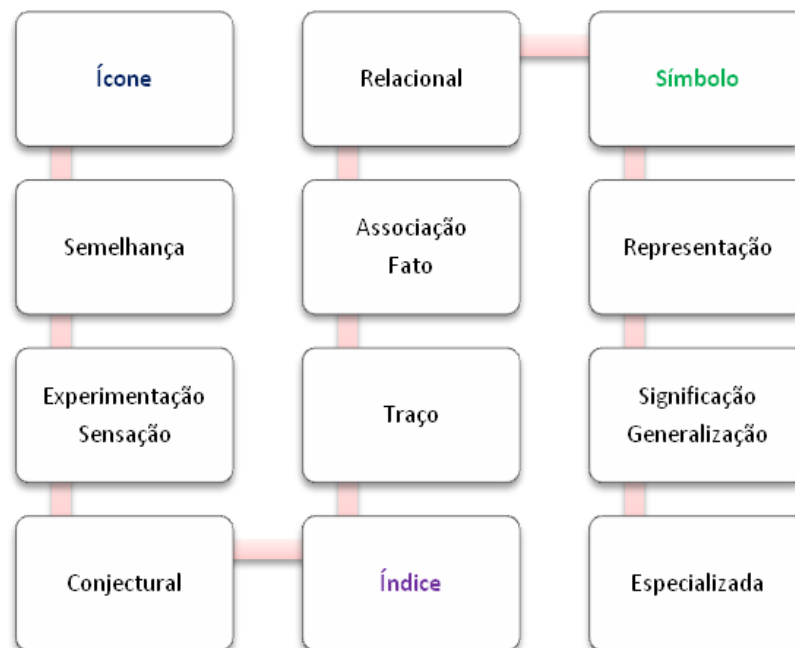 Ícone
Relacional
Símbolo
Semelhança
Associação
Fato
Representação
Experimentação
Sensação
Traço
Significação
Generalização
Conjectural
Índice
Especializada